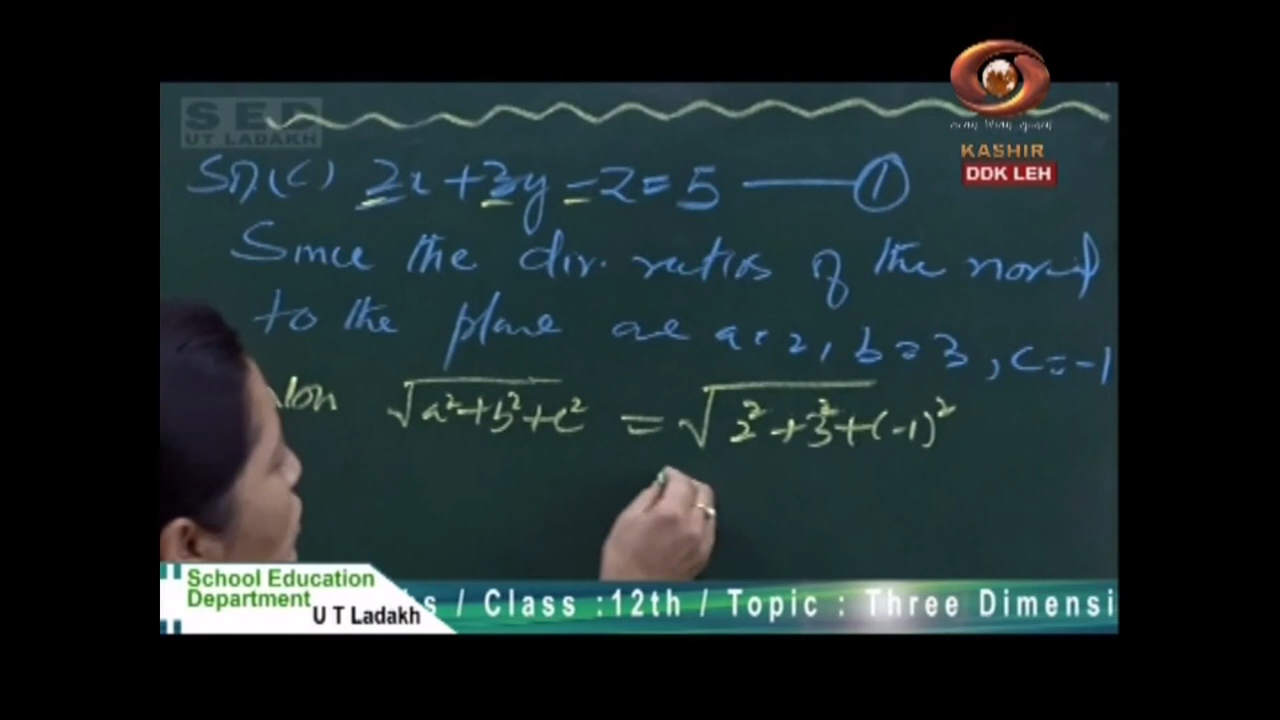 SED
UT LADAKH
KASHIR
DDK LEH
Soln (c) 2x + 3y - z = 5 —— ①
Since the dir. ratios of the normal
to the plane are a = 2, b = 3, c = -1
√a²+b²+c² = √2²+3²+(-1)²
School Education
Department
U T Ladakh
s / Class :12th / Topic : Three Dimensi